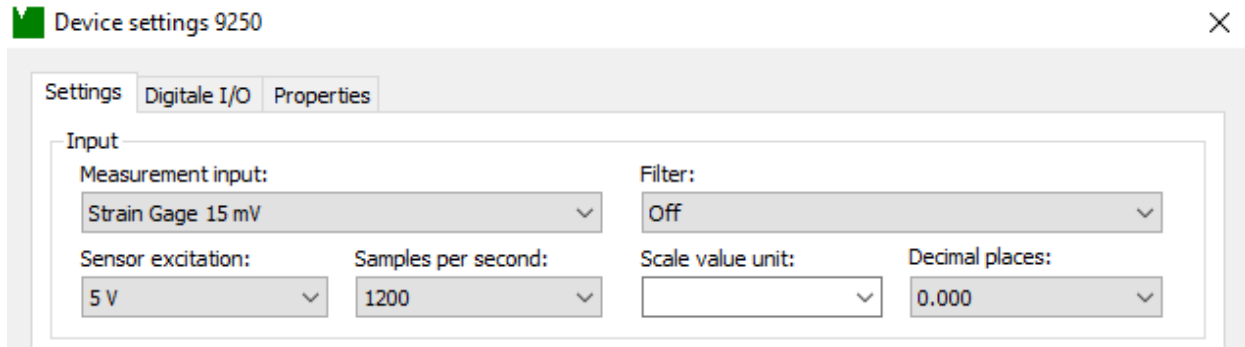 Device settings 9250
Settings Digitale I/O Properties
Input
Measurement input: Filter:
Strain Gage 15 mV Off
Sensor excitation: Samples per second: Scale value unit: Decimal places:
5 V 1200 0.000